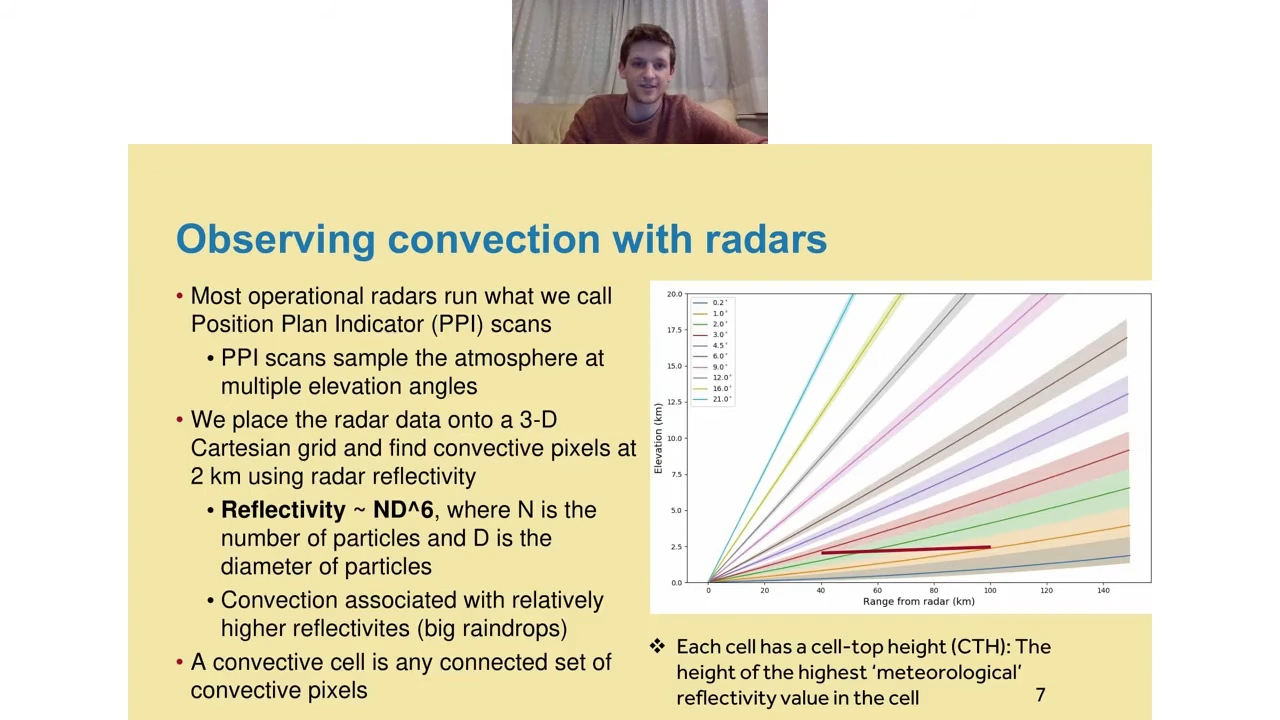 Observing convection with radars
• Most operational radars run what we call
Position Plan Indicator (PPI) scans
• PPI scans sample the atmosphere at
multiple elevation angles
• We place the radar data onto a 3-D
Cartesian grid and find convective pixels at
2 km using radar reflectivity
• Reflectivity ~ ND^6, where N is the
number of particles and D is the
diameter of particles
• Convection associated with relatively
higher reflectivites (big raindrops)
• A convective cell is any connected set of
convective pixels
20.0
17.5
15.0
12.5
10.0
7.5
5.0
2.5
0.0
Elevation (km)
0.2°
1.0°
2.0°
3.0°
4.5°
6.0°
9.0°
12.0°
16.0°
21.0°
0 20 40 60 80 100 120 140
Range from radar (km)
❖ Each cell has a cell-top height (CTH): The
height of the highest ‘meteorological’
reflectivity value in the cell
7